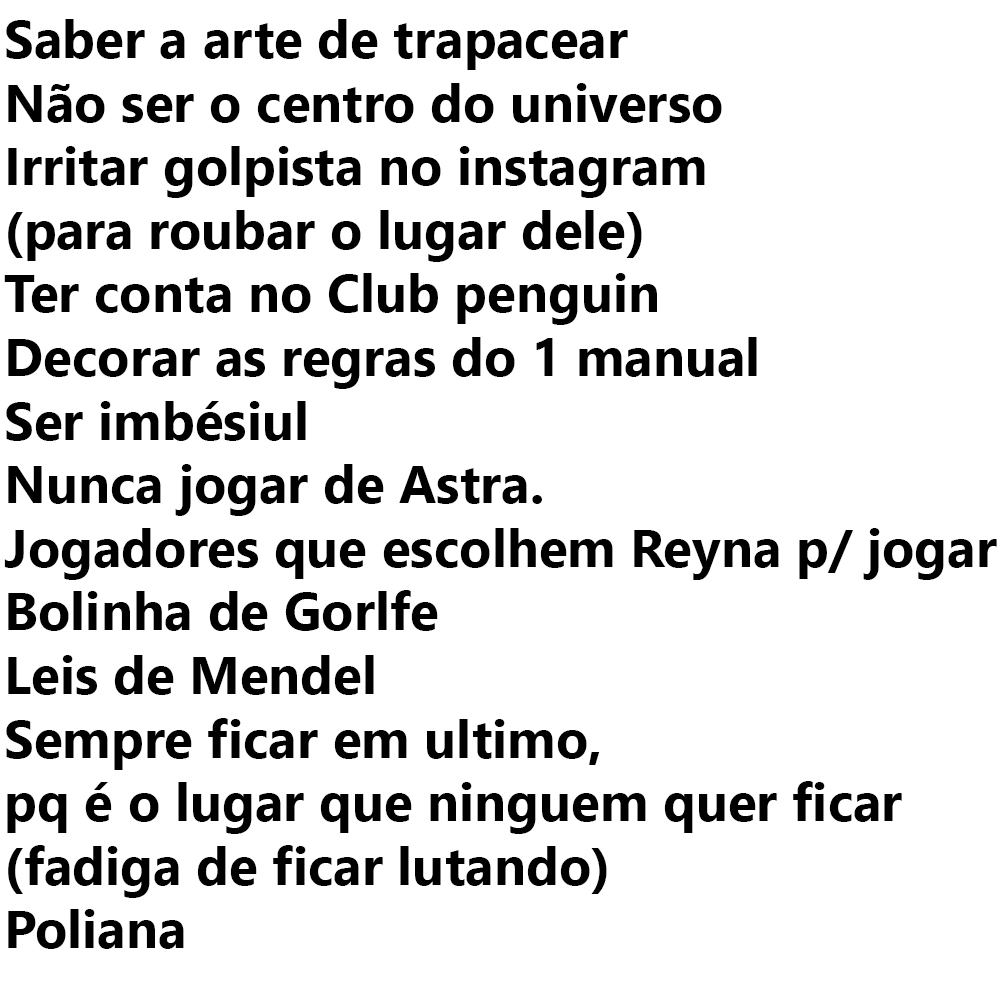 Saber a arte de trapacear
Não ser o centro do universo
Irritar golpista no instagram
(para roubar o lugar dele)
Ter conta no Club penguin
Decorar as regras do 1 manual
Ser imbésiul
Nunca jogar de Astra.
Jogadores que escolhem Reyna p/ jogar
Bolinha de Gorlfe
Leis de Mendel
Sempre ficar em ultimo,
pq é o lugar que ninguem quer ficar
(fadiga de ficar lutando)
Poliana